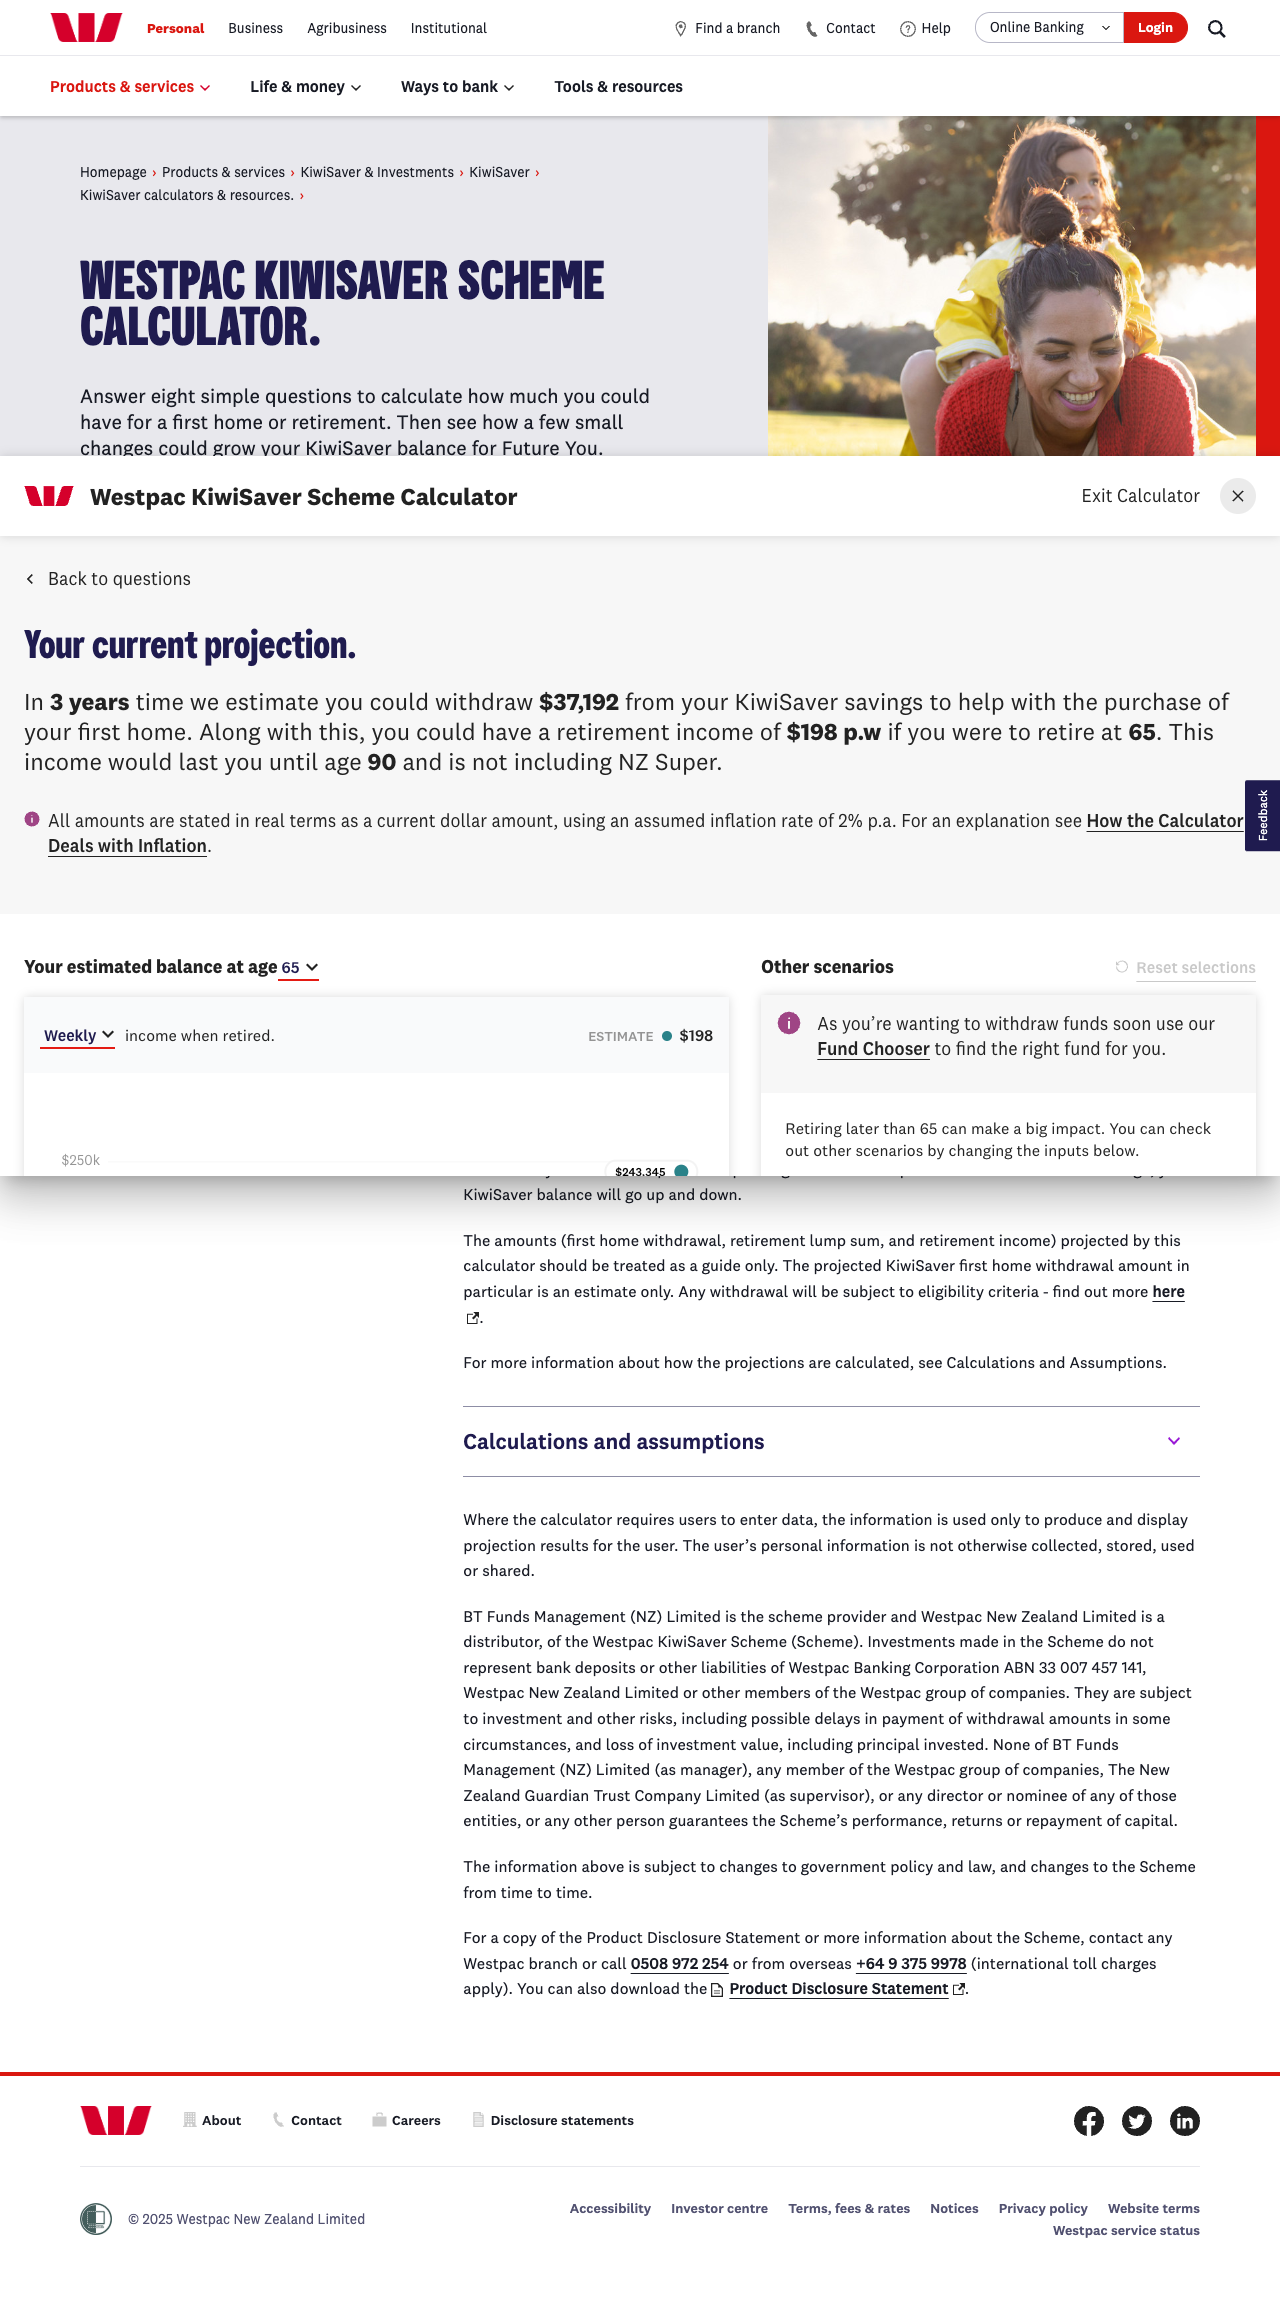 Personal Business Agribusiness Institutional Find a branch Contact Help Online Banking Login
Products & services Life & money Ways to bank Tools & resources
Homepage › Products & services › KiwiSaver & Investments › KiwiSaver ›
KiwiSaver calculators & resources. ›
WESTPAC KIWISAVER SCHEME
CALCULATOR.
Answer eight simple questions to calculate how much you could
have for a first home or retirement. Then see how a few small
changes could grow your KiwiSaver balance for Future You.
Westpac KiwiSaver Scheme Calculator Exit Calculator
Back to questions
Your current projection.
In 3 years time we estimate you could withdraw $37,192 from your KiwiSaver savings to help with the purchase of
your first home. Along with this, you could have a retirement income of $198 p.w if you were to retire at 65. This
income would last you until age 90 and is not including NZ Super.
Feedback
All amounts are stated in real terms as a current dollar amount, using an assumed inflation rate of 2% p.a. For an explanation see How the Calculator
Deals with Inflation.
Your estimated balance at age 65
Weekly income when retired. ESTIMATE $198
$250k
$243,345
Other scenarios Reset selections
As you’re wanting to withdraw funds soon use our
Fund Chooser to find the right fund for you.
Retiring later than 65 can make a big impact. You can check
out other scenarios by changing the inputs below.
KiwiSaver balance will go up and down.
The amounts (first home withdrawal, retirement lump sum, and retirement income) projected by this
calculator should be treated as a guide only. The projected KiwiSaver first home withdrawal amount in
particular is an estimate only. Any withdrawal will be subject to eligibility criteria - find out more here
.
For more information about how the projections are calculated, see Calculations and Assumptions.
Calculations and assumptions
Where the calculator requires users to enter data, the information is used only to produce and display
projection results for the user. The user’s personal information is not otherwise collected, stored, used
or shared.
BT Funds Management (NZ) Limited is the scheme provider and Westpac New Zealand Limited is a
distributor, of the Westpac KiwiSaver Scheme (Scheme). Investments made in the Scheme do not
represent bank deposits or other liabilities of Westpac Banking Corporation ABN 33 007 457 141,
Westpac New Zealand Limited or other members of the Westpac group of companies. They are subject
to investment and other risks, including possible delays in payment of withdrawal amounts in some
circumstances, and loss of investment value, including principal invested. None of BT Funds
Management (NZ) Limited (as manager), any member of the Westpac group of companies, The New
Zealand Guardian Trust Company Limited (as supervisor), or any director or nominee of any of those
entities, or any other person guarantees the Scheme’s performance, returns or repayment of capital.
The information above is subject to changes to government policy and law, and changes to the Scheme
from time to time.
For a copy of the Product Disclosure Statement or more information about the Scheme, contact any
Westpac branch or call 0508 972 254 or from overseas +64 9 375 9978 (international toll charges
apply). You can also download the Product Disclosure Statement .
About Contact Careers Disclosure statements
© 2025 Westpac New Zealand Limited
Accessibility Investor centre Terms, fees & rates Notices Privacy policy Website terms
Westpac service status